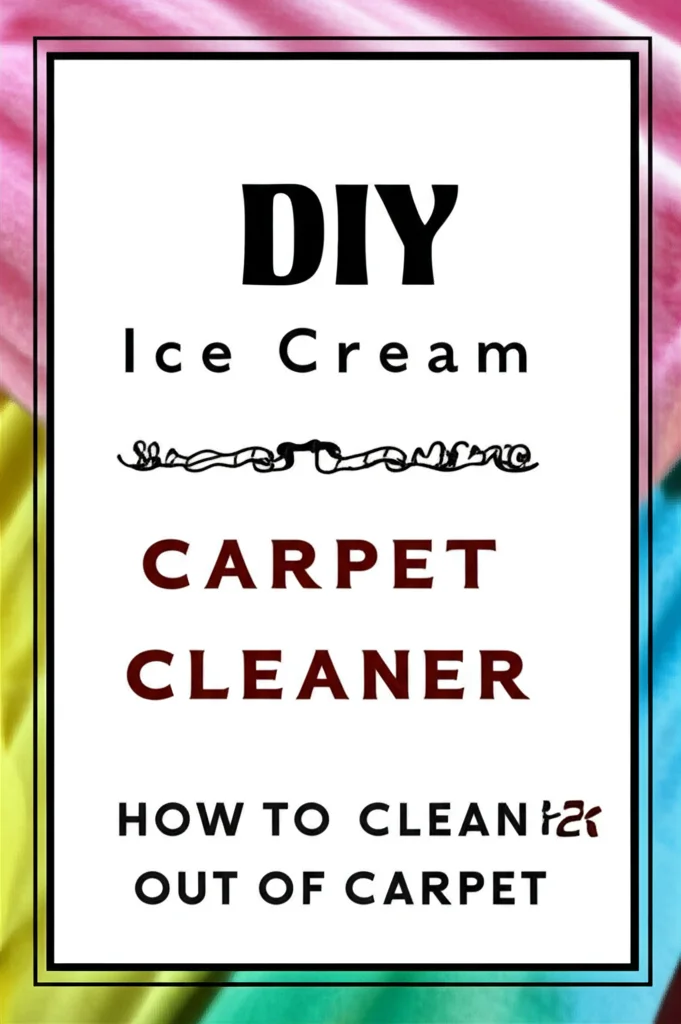 DIY
Ice Cream
CARPET
CLEANER
HOW TO CLEAN
OUT OF CARPET